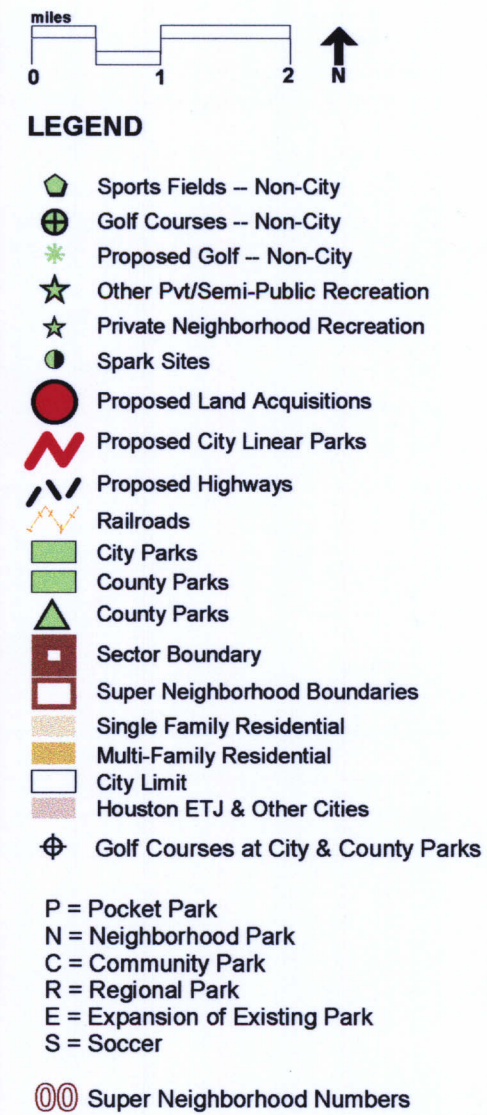 miles
0 1 2 N
LEGEND
Sports Fields -- Non-City
Golf Courses -- Non-City
Proposed Golf -- Non-City
Other Pvt/Semi-Public Recreation
Private Neighborhood Recreation
Spark Sites
Proposed Land Acquisitions
Proposed City Linear Parks
Proposed Highways
Railroads
City Parks
County Parks
County Parks
Sector Boundary
Super Neighborhood Boundaries
Single Family Residential
Multi-Family Residential
City Limit
Houston ETJ & Other Cities
Golf Courses at City & County Parks
P = Pocket Park
N = Neighborhood Park
C = Community Park
R = Regional Park
E = Expansion of Existing Park
S = Soccer
00 Super Neighborhood Numbers